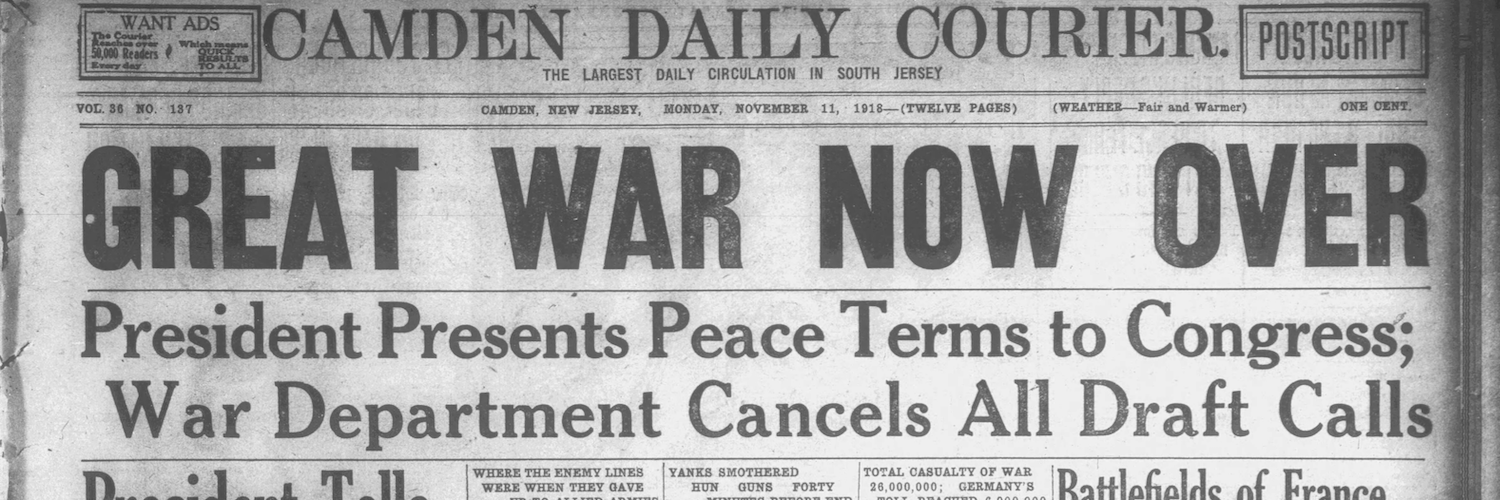 WANT ADS
The Courier
Reaches over
50,000 Readers
Every day
Which means
QUICK
RESULTS
TO ALL
CAMDEN DAILY COURIER.
POSTSCRIPT
THE LARGEST DAILY CIRCULATION IN SOUTH JERSEY
VOL. 36 NO. 137 CAMDEN, NEW JERSEY, MONDAY, NOVEMBER 11, 1918—(TWELVE PAGES) (WEATHER—Fair and Warmer) ONE CENT.
GREAT WAR NOW OVER
President Presents Peace Terms to Congress;
War Department Cancels All Draft Calls
President Tells
WHERE THE ENEMY LINES
WERE WHEN THEY GAVE
UP TO ALLIED ARMIES
YANKS SMOTHERED
HUN GUNS FORTY
MINUTES BEFORE END
TOTAL CASUALTY OF WAR
26,000,000; GERMANY'S
TOLL REACHED 6,000,000
Battlefields of France